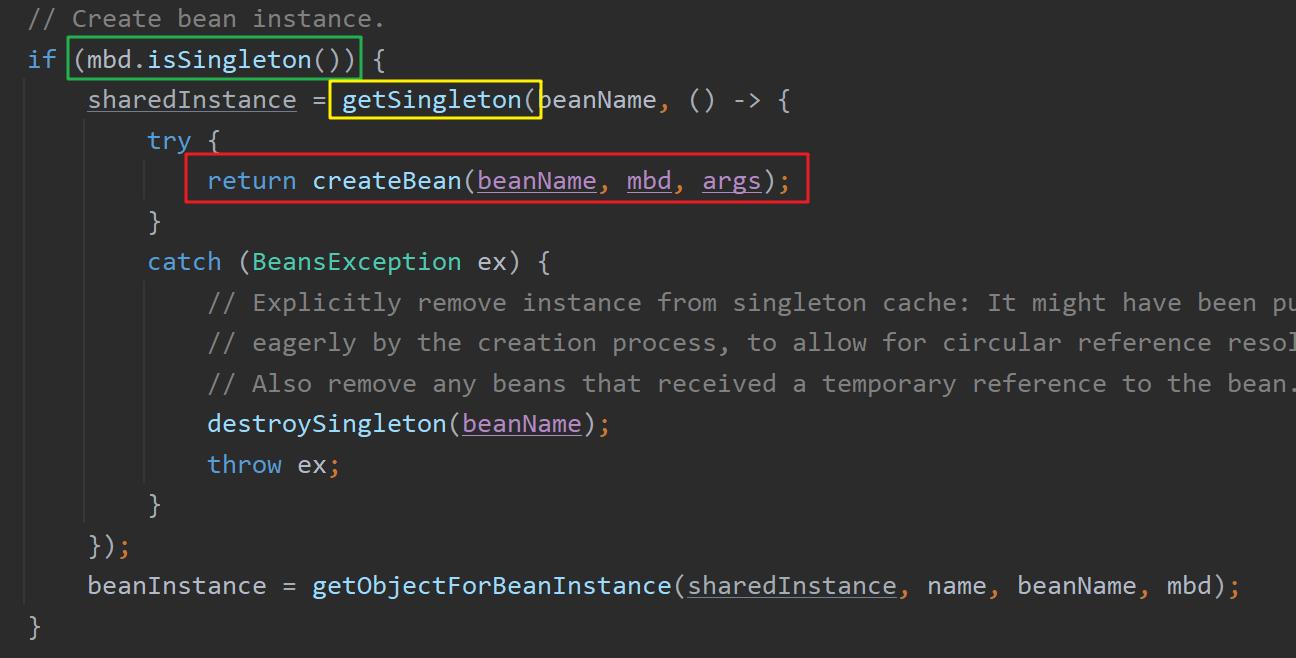 // Create bean instance.
if (mbd.isSingleton()) {
sharedInstance = getSingleton(beanName, () -> {
try {
return createBean(beanName, mbd, args);
}
catch (BeansException ex) {
// Explicitly remove instance from singleton cache: It might have been
// eagerly by the creation process, to allow for circular reference
// Also remove any beans that received a temporary reference to the bean.
destroySingleton(beanName);
throw ex;
}
});
beanInstance = getObjectForBeanInstance(sharedInstance, name, beanName, mbd);
}